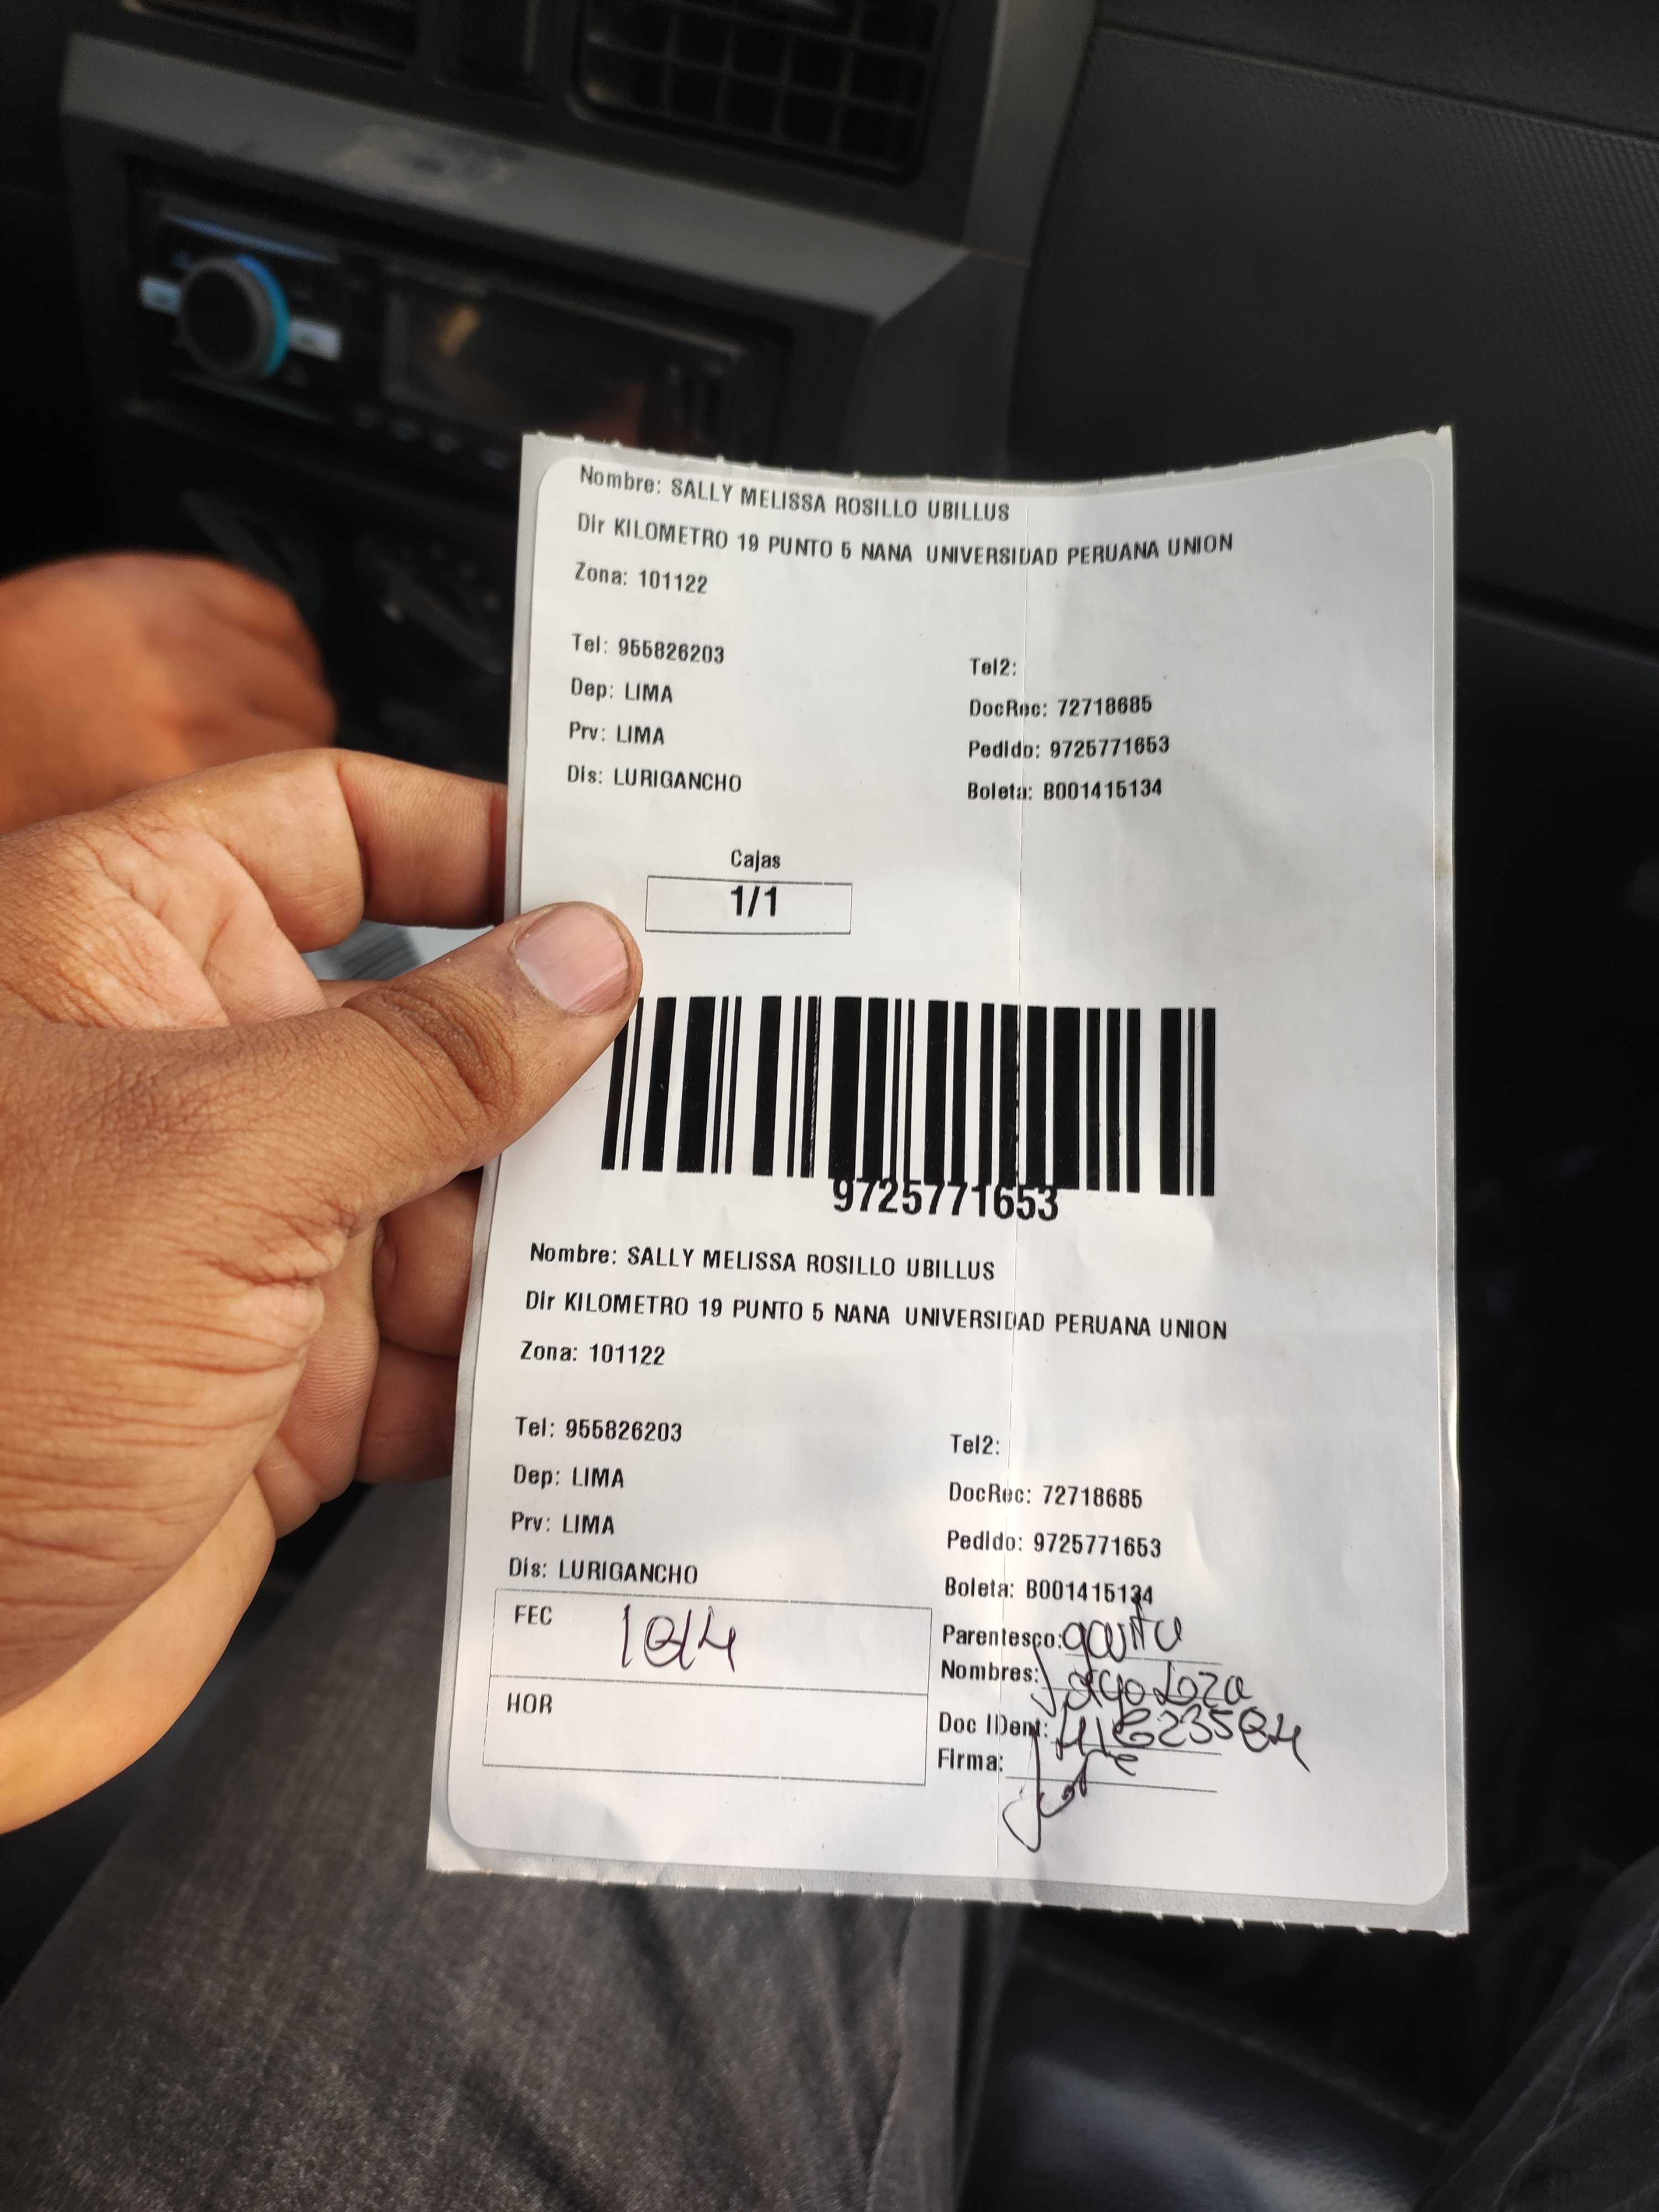 Nombre: SALLY MELISSA ROSILLO UBILLUS
Dir KILOMETRO 19 PUNTO 5 NANA UNIVERSIDAD PERUANA UNION
Zona: 101122
Tel: 955826203
Tel2:
Dep: LIMA
DocRec: 72718685
Prv: LIMA
Pedido: 9725771653
Dis: LURIGANCHO
Boleta: B001415134
Cajas
1/1
9725771653
Nombre: SALLY MELISSA ROSILLO UBILLUS
Dir KILOMETRO 19 PUNTO 5 NANA UNIVERSIDAD PERUANA UNION
Zona: 101122
Tel: 955826203
Tel2:
Dep: LIMA
DocRec: 72718685
Prv: LIMA
Pedido: 9725771653
Dis: LURIGANCHO
Boleta: B001415134
FEC
Parentesco:
Nombres: Loza
HOR
Doc IDent:
Firma: